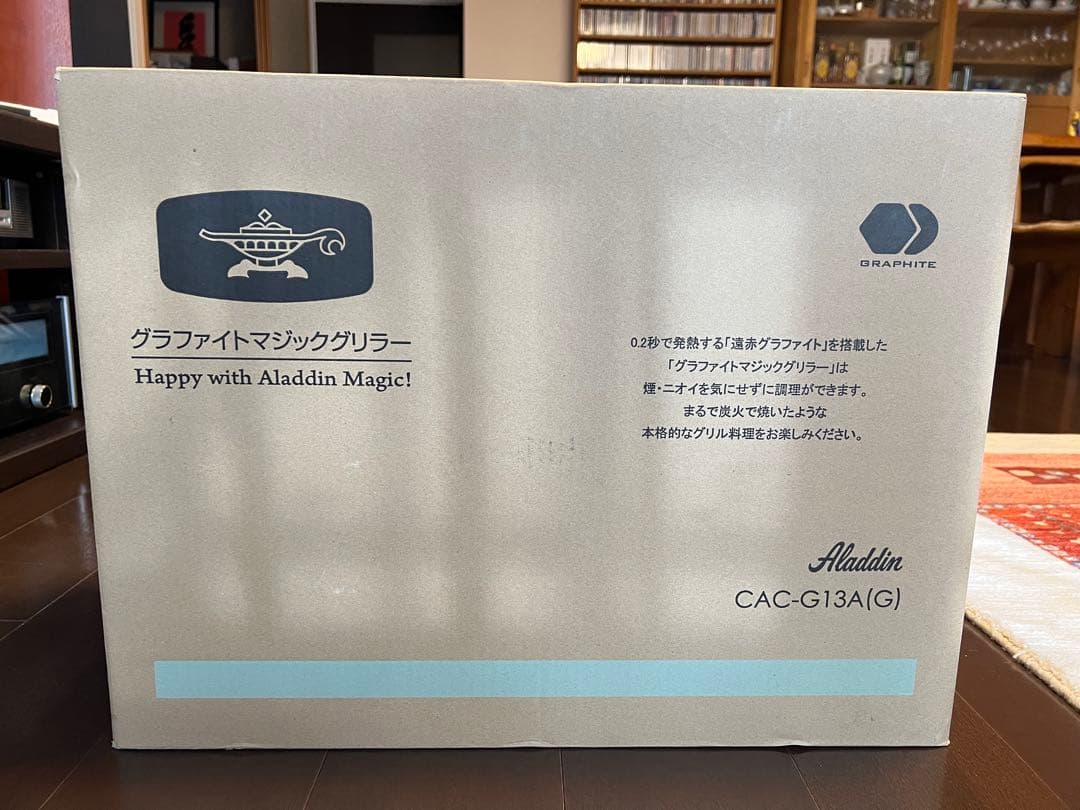 グラファイトマジックグリラー
Happy with Aladdin Magic!
GRAPHITE
0.2秒で発熱する「遠赤グラファイト」を搭載した
「グラファイトマジックグリラー」は
煙・ニオイを気にせずに調理ができます。
まるで炭火で焼いたような
本格的なグリル料理をお楽しみください。
Aladdin
CAC-G13A(G)